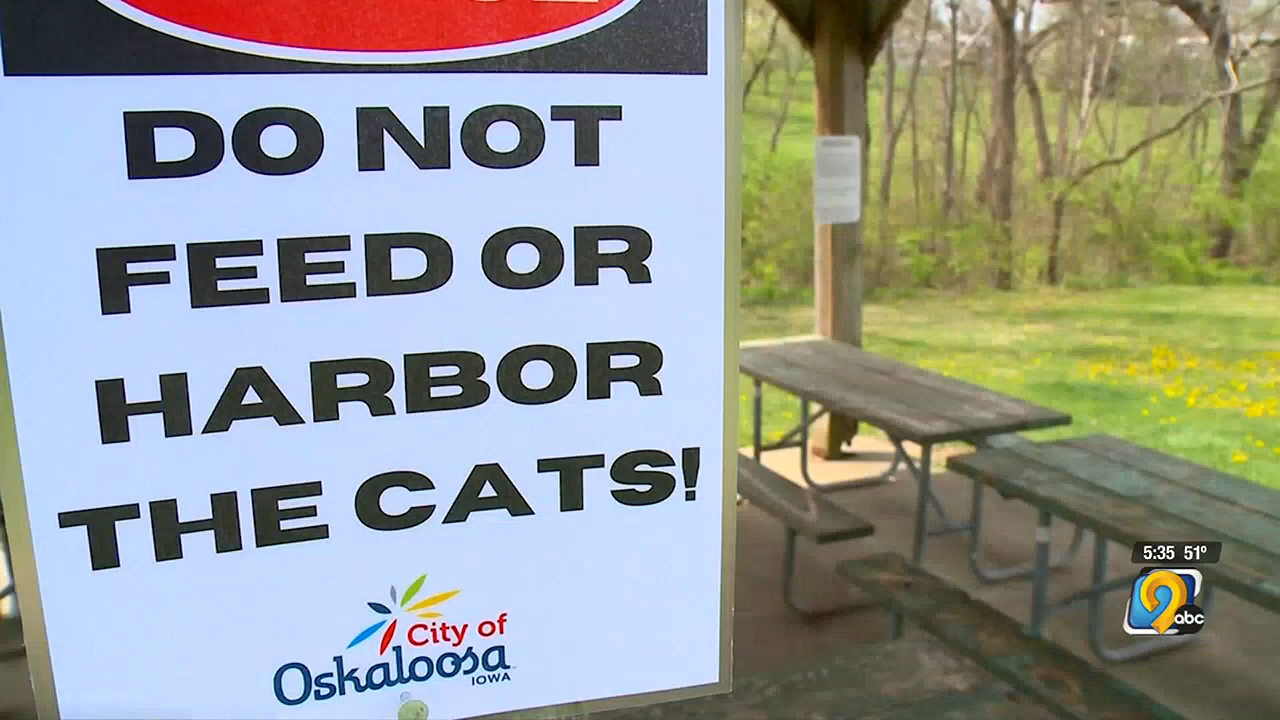 DO NOT
FEED OR
HARBOR
THE CATS!
City of
Oskaloosa
IOWA
5:35 51°
9
abc